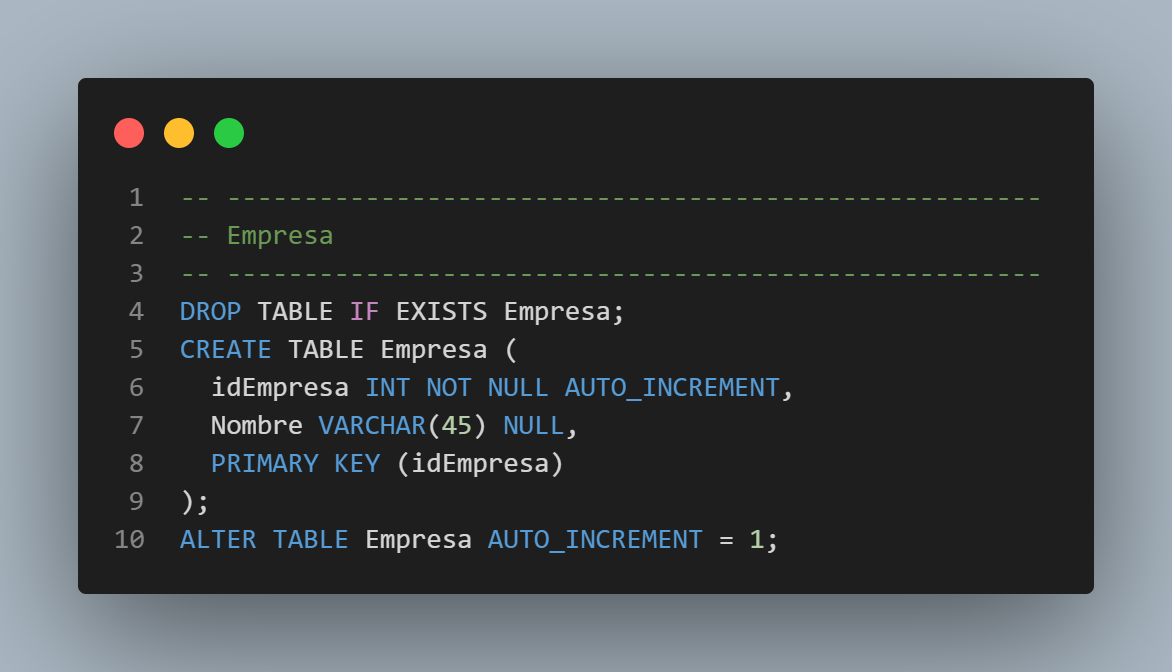 1 -- -----------------------------------------------------
2 -- Empresa
3 -- -----------------------------------------------------
4 DROP TABLE IF EXISTS Empresa;
5 CREATE TABLE Empresa (
6   idEmpresa INT NOT NULL AUTO_INCREMENT,
7   Nombre VARCHAR(45) NULL,
8   PRIMARY KEY (idEmpresa)
9 );
10 ALTER TABLE Empresa AUTO_INCREMENT = 1;